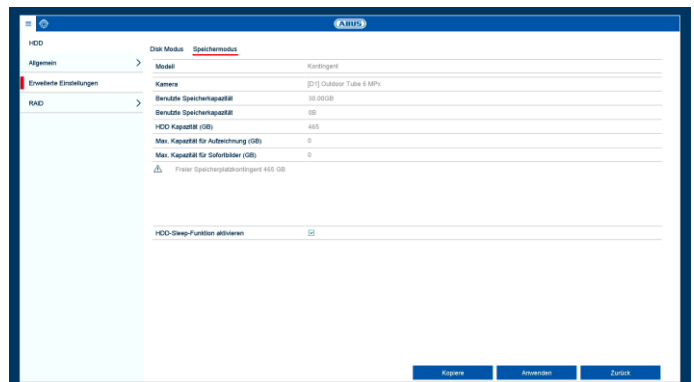 ABUS
HDD
Disk Modus Speichermodus
Allgemein
Modell Kontingent
Erweiterte Einstellungen
Kamera [D1] Outdoor Tube 6 MPx
RAID
Benutzte Speicherkapazität 30.00GB
Benutzte Speicherkapazität 0B
HDD Kapazität (GB) 465
Max. Kapazität für Aufzeichnung (GB) 0
Max. Kapazität für Sofortbilder (GB) 0
Freier Speicherplatzkontingent 465 GB
HDD-Sleep-Funktion aktivieren
Kopiere Anwenden Zurück